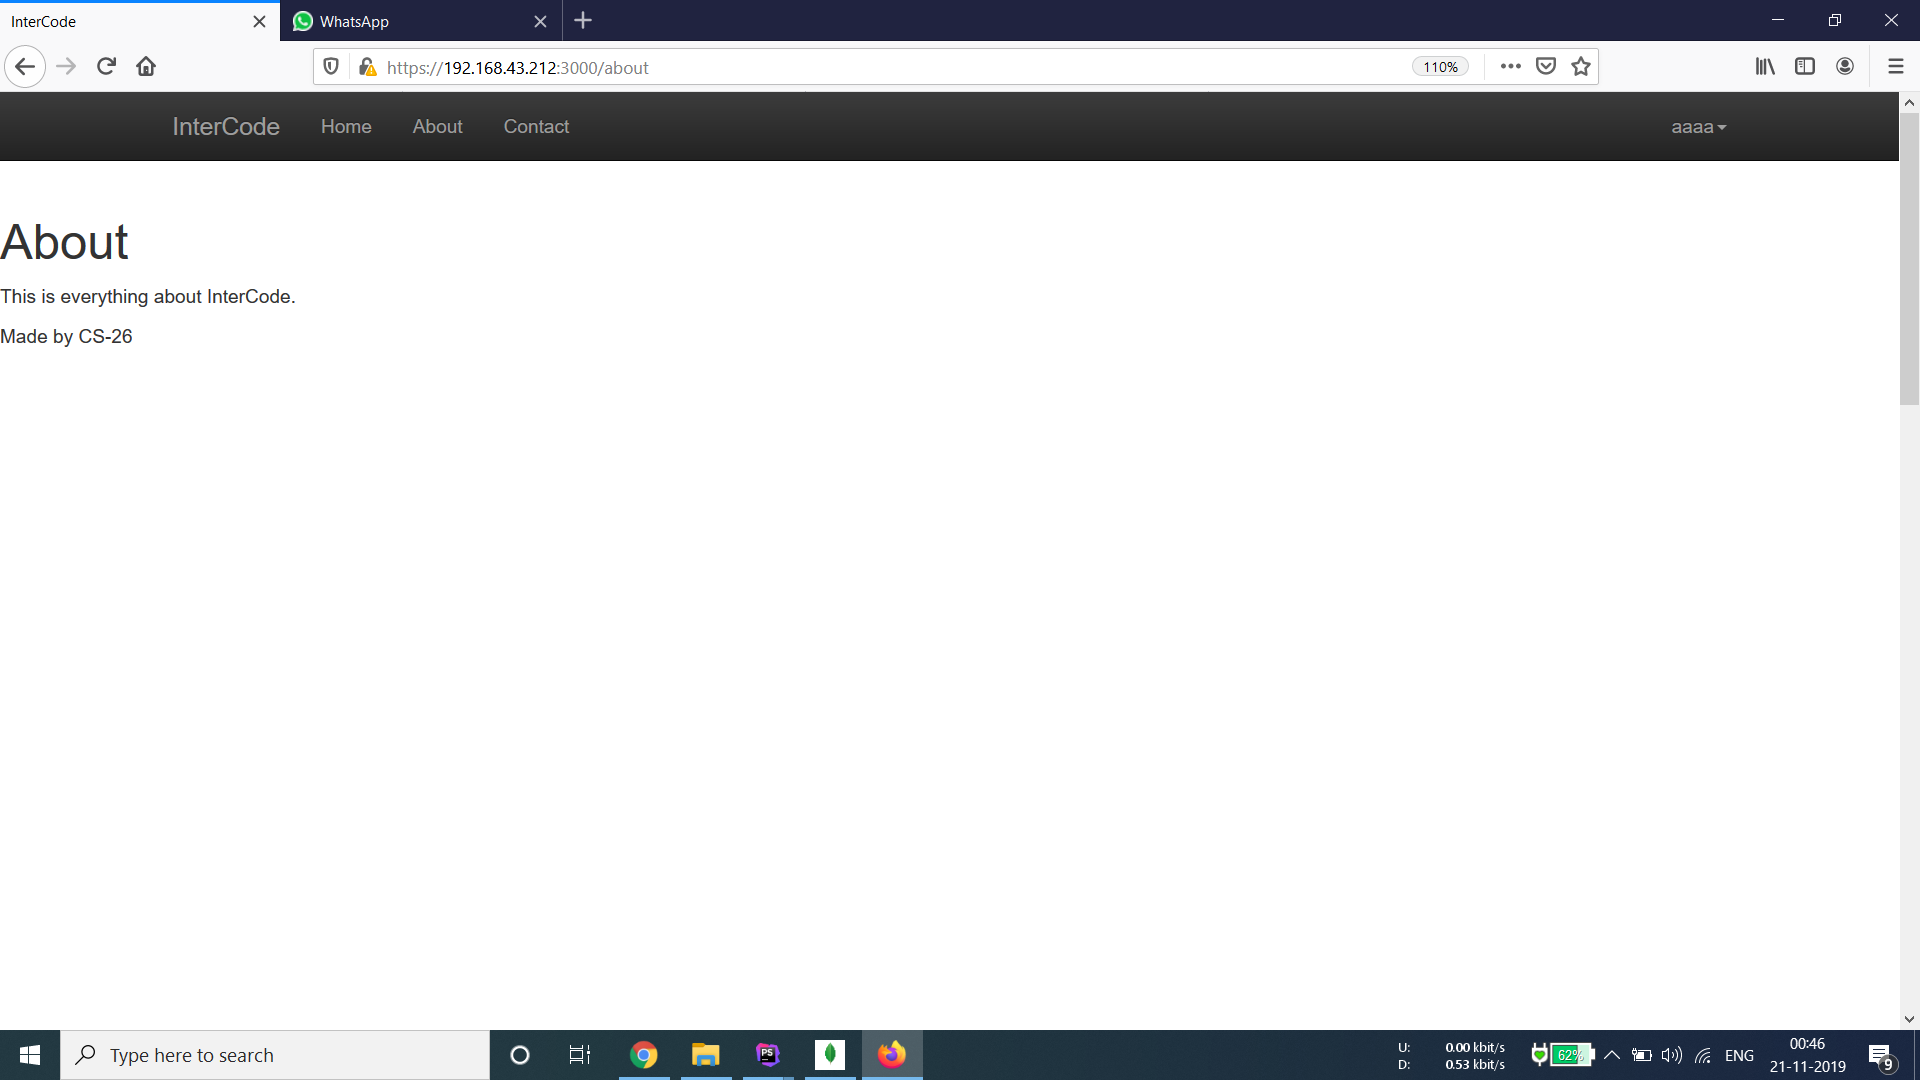 InterCode
WhatsApp
https://192.168.43.212:3000/about
110%
InterCode Home About Contact aaaa
About
This is everything about InterCode.
Made by CS-26
Type here to search
PS
U: 0.00 kbit/s
D: 0.53 kbit/s
62%
ENG
00:46
21-11-2019
9